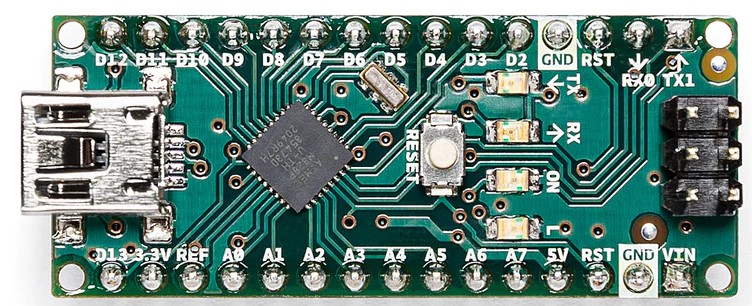 D12 D11 D10 D9 D8 D7 D6 D5 D4 D3 D2 GND RST RX0 TX1
TX
RX
RESET
ON
L
D13 3.3V REF A0 A1 A2 A3 A4 A5 A6 A7 5V RST GND VIN